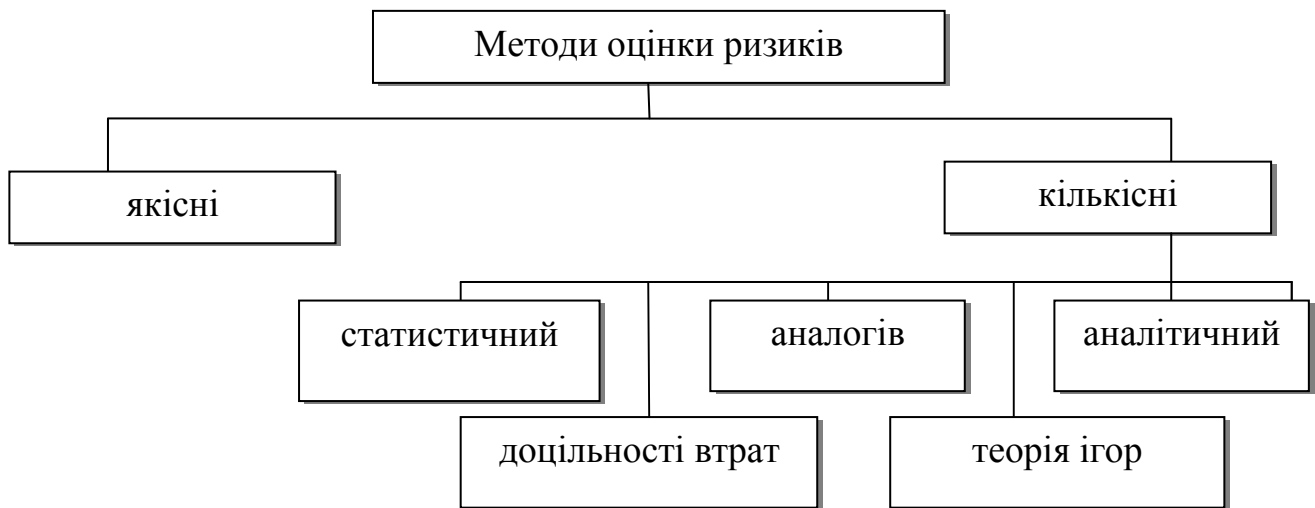 Методи оцінки ризиків
якісні
кількісні
статистичний
аналогів
аналітичний
доцільності втрат
теорія ігор